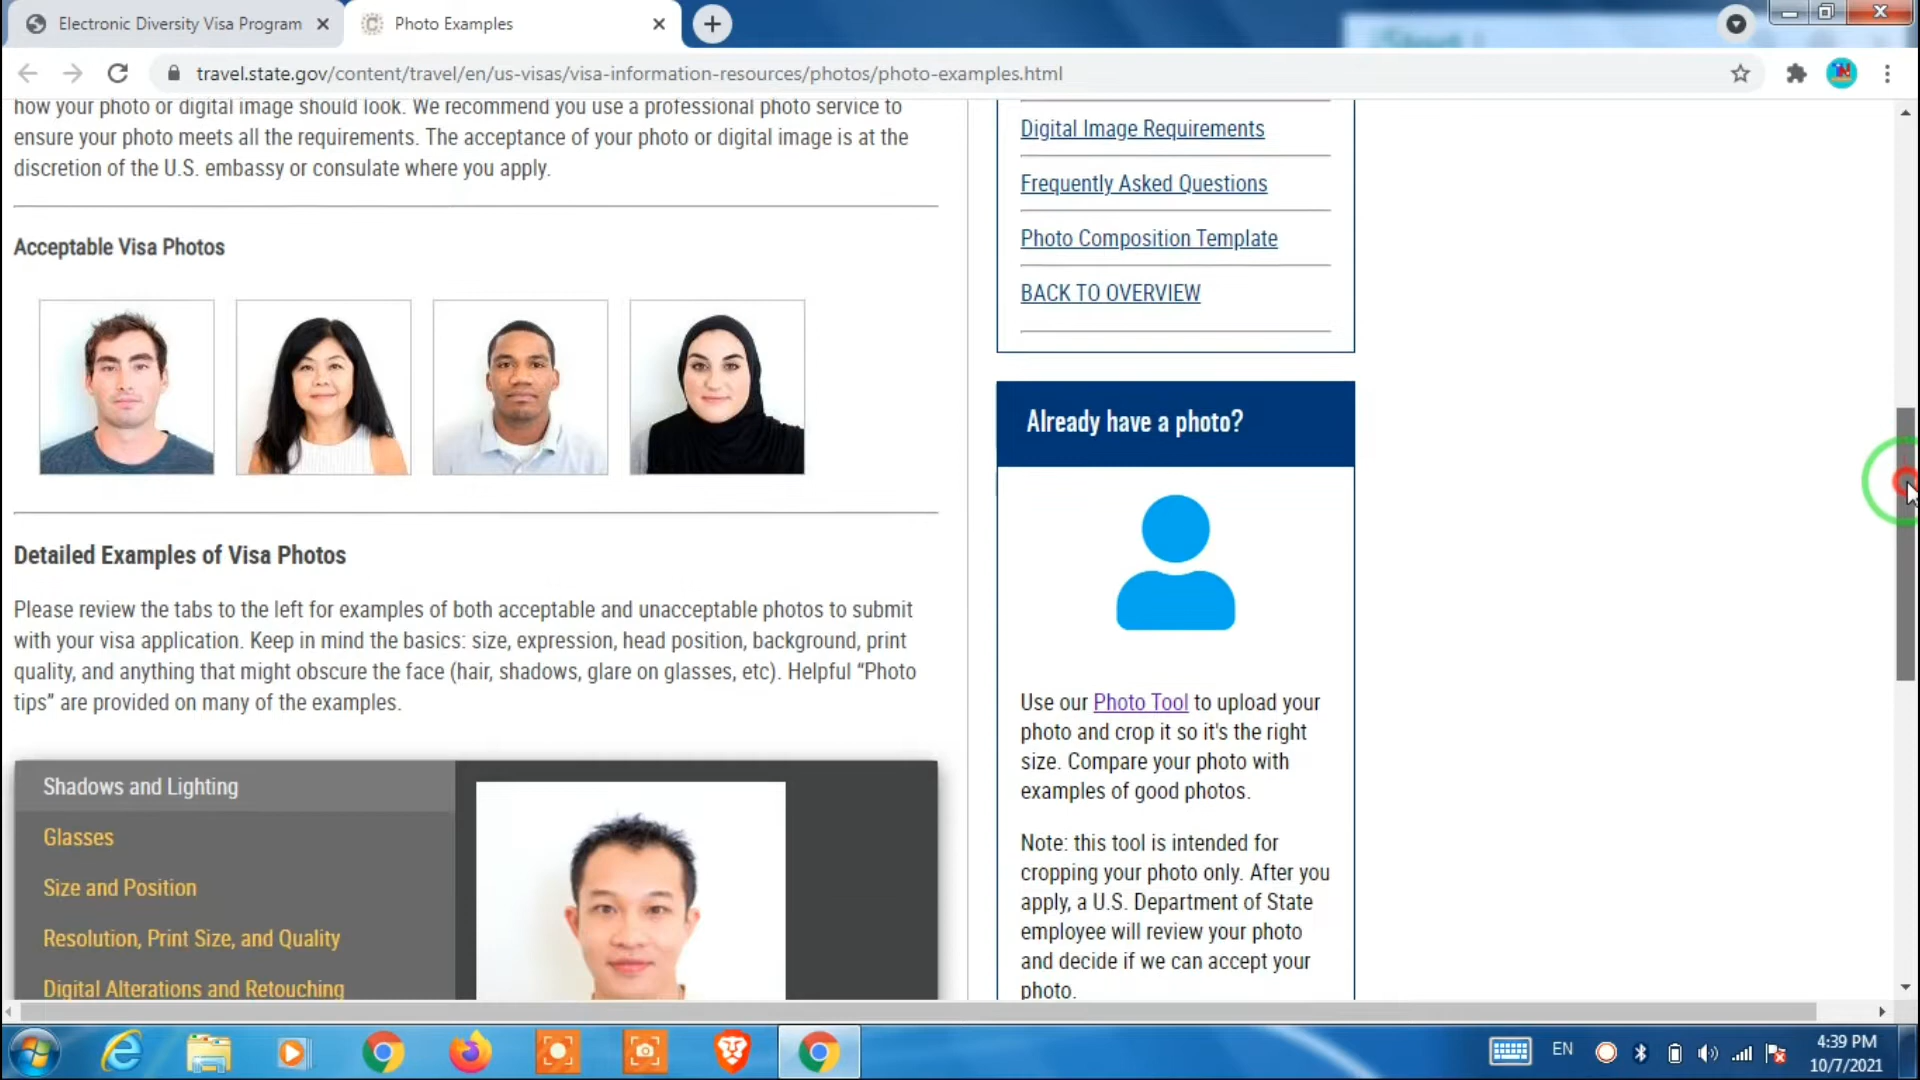 Electronic Diversity Visa Program
Photo Examples
travel.state.gov/content/travel/en/us-visas/visa-information-resources/photos/photo-examples.html
how your photo or digital image should look. We recommend you use a professional photo service to
ensure your photo meets all the requirements. The acceptance of your photo or digital image is at the
discretion of the U.S. embassy or consulate where you apply.
Acceptable Visa Photos
Detailed Examples of Visa Photos
Please review the tabs to the left for examples of both acceptable and unacceptable photos to submit
with your visa application. Keep in mind the basics: size, expression, head position, background, print
quality, and anything that might obscure the face (hair, shadows, glare on glasses, etc). Helpful “Photo
tips” are provided on many of the examples.
Shadows and Lighting
Glasses
Size and Position
Resolution, Print Size, and Quality
Digital Alterations and Retouching
Digital Image Requirements
Frequently Asked Questions
Photo Composition Template
BACK TO OVERVIEW
Already have a photo?
Use our Photo Tool to upload your
photo and crop it so it's the right
size. Compare your photo with
examples of good photos.
Note: this tool is intended for
cropping your photo only. After you
apply, a U.S. Department of State
employee will review your photo
and decide if we can accept your
photo.
EN
4:39 PM
10/7/2021